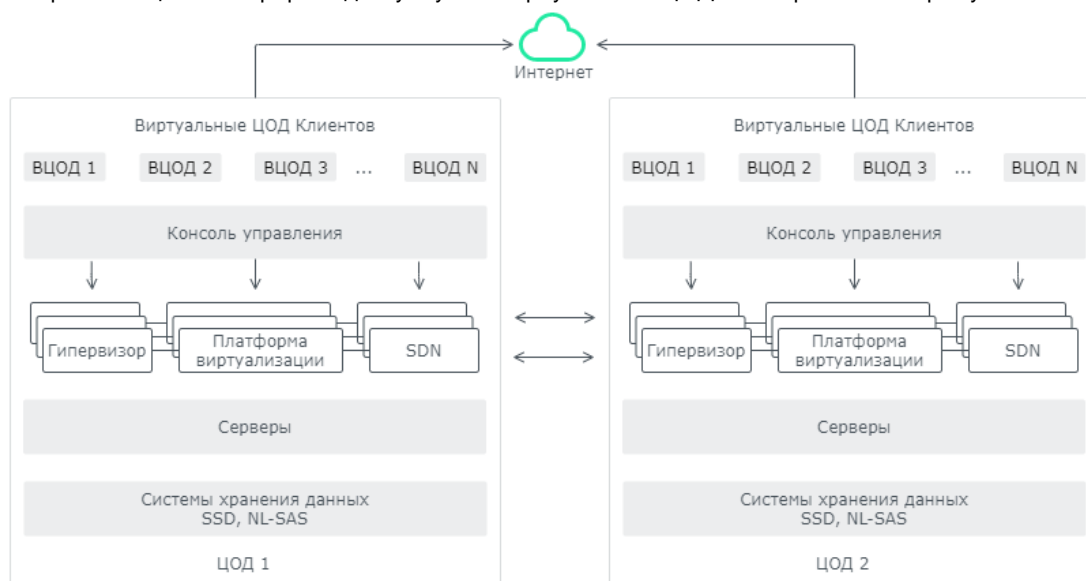 Интернет
Виртуальные ЦОД Клиентов
ВЦОД 1 ВЦОД 2 ВЦОД 3 ... ВЦОД N
Консоль управления
Гипервизор
Платформа
виртуализации
SDN
Серверы
Системы хранения данных
SSD, NL-SAS
ЦОД 1
Виртуальные ЦОД Клиентов
ВЦОД 1 ВЦОД 2 ВЦОД 3 ... ВЦОД N
Консоль управления
Гипервизор
Платформа
виртуализации
SDN
Серверы
Системы хранения данных
SSD, NL-SAS
ЦОД 2